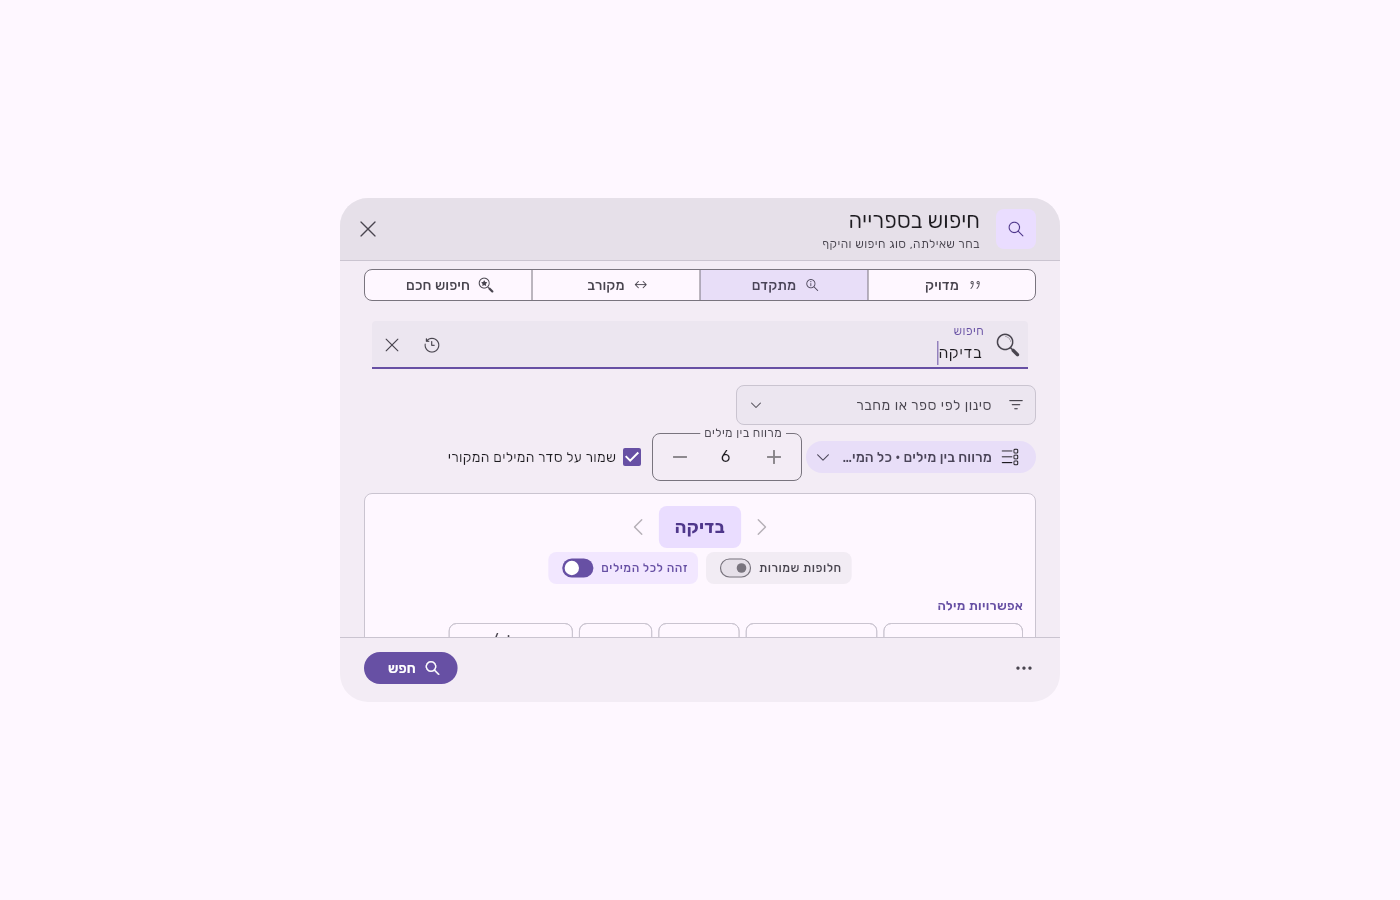 חיפוש בספרייה
בחר שאילתה, סוג חיפוש והיקף
מדויק
מתקדם
מקורב
חיפוש חכם
חיפוש
בדיקה
סינון לפי ספר או מחבר
מרווח בין מילים • כל המי...
מרווח בין מילים
6
שמור על סדר המילים המקורי
בדיקה
חלופות שמורות
זהה לכל המילים
אפשרויות מילה
חפש